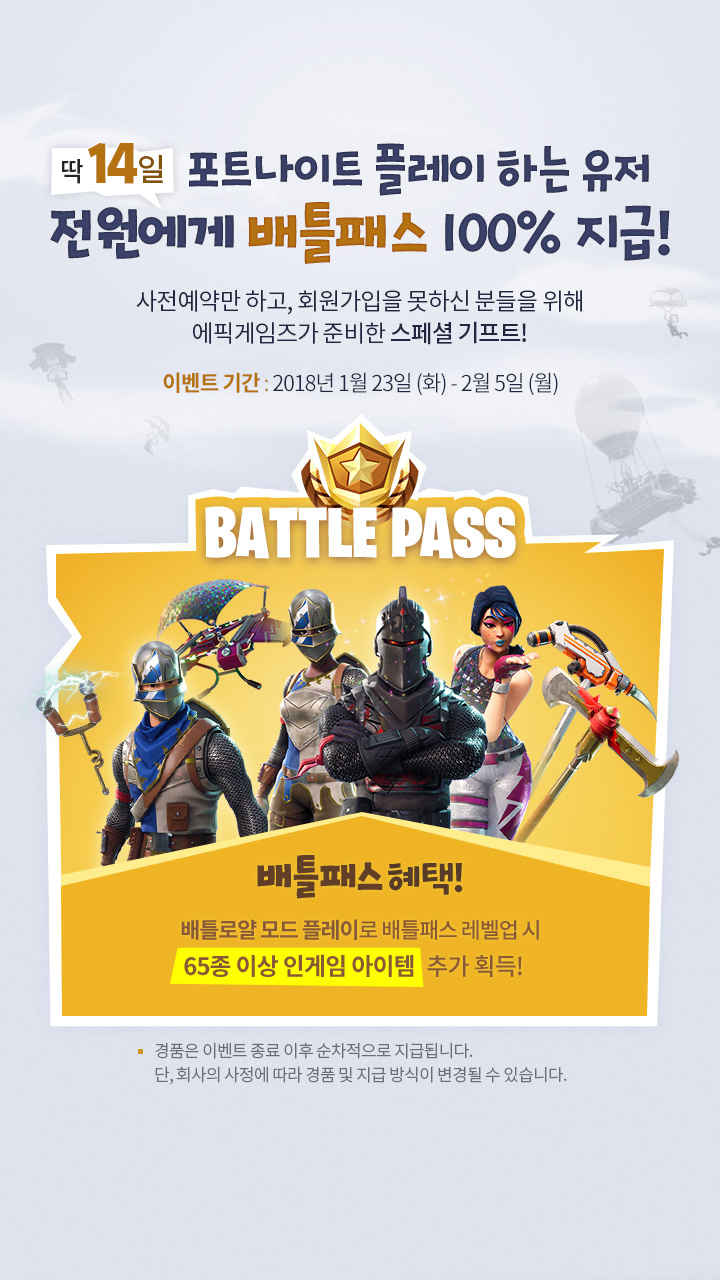 딱 14일 포트나이트 플레이 하는 유저
전원에게 배틀패스 100% 지급!
사전예약만 하고, 회원가입을 못하신 분들을 위해
에픽게임즈가 준비한 스페셜 기프트!
이벤트 기간 : 2018년 1월 23일 (화) - 2월 5일 (월)
BATTLE PASS
배틀패스 혜택!
배틀로얄 모드 플레이로 배틀패스 레벨업 시
65종 이상 인게임 아이템 추가 획득!
▪ 경품은 이벤트 종료 이후 순차적으로 지급됩니다.
단, 회사의 사정에 따라 경품 및 지급 방식이 변경될 수 있습니다.